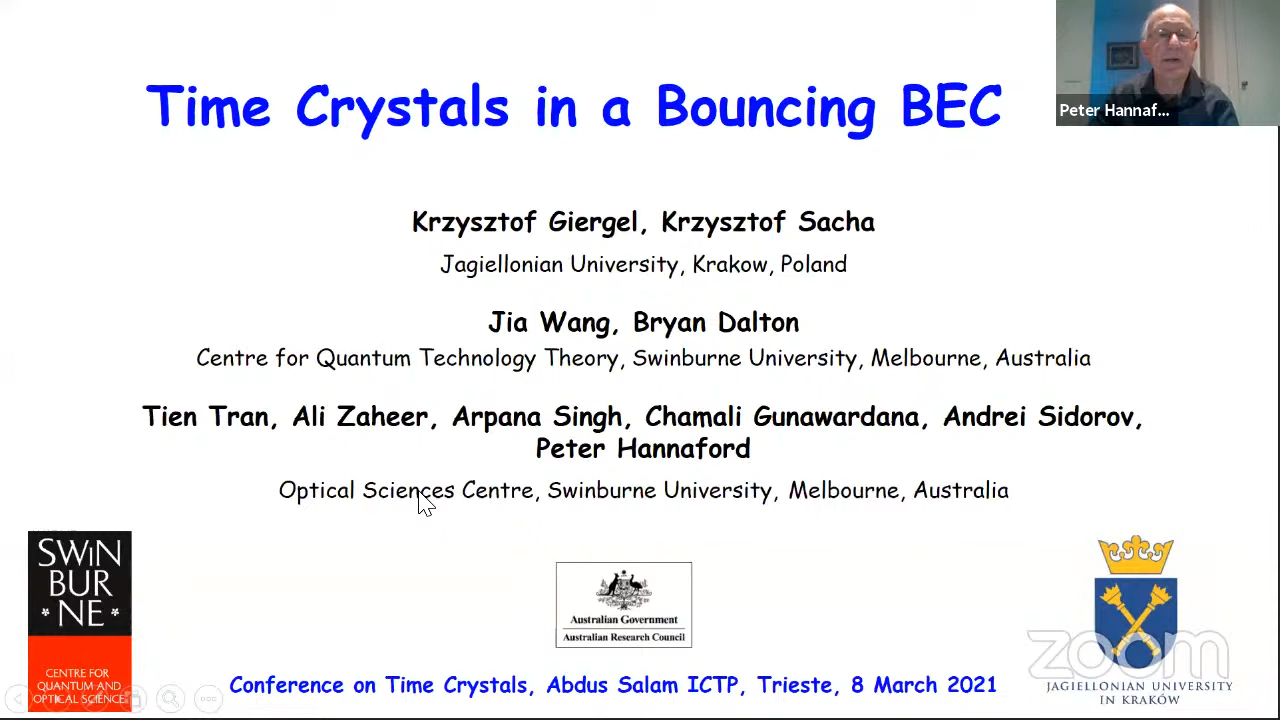 Time Crystals in a Bouncing BEC
Peter Hannaf...
Krzysztof Giergel, Krzysztof Sacha
Jagiellonian University, Krakow, Poland
Jia Wang, Bryan Dalton
Centre for Quantum Technology Theory, Swinburne University, Melbourne, Australia
Tien Tran, Ali Zaheer, Arpana Singh, Chamali Gunawardana, Andrei Sidorov,
Peter Hannaford
Optical Sciences Centre, Swinburne University, Melbourne, Australia
SWiN
BUR
*NE*
CENTRE FOR
QUANTUM AND
OPTICAL SCIENCE
Australian Government
Australian Research Council
zoom
JAGIELLONIAN UNIVERSITY
IN KRAKÓW
Conference on Time Crystals, Abdus Salam ICTP, Trieste, 8 March 2021